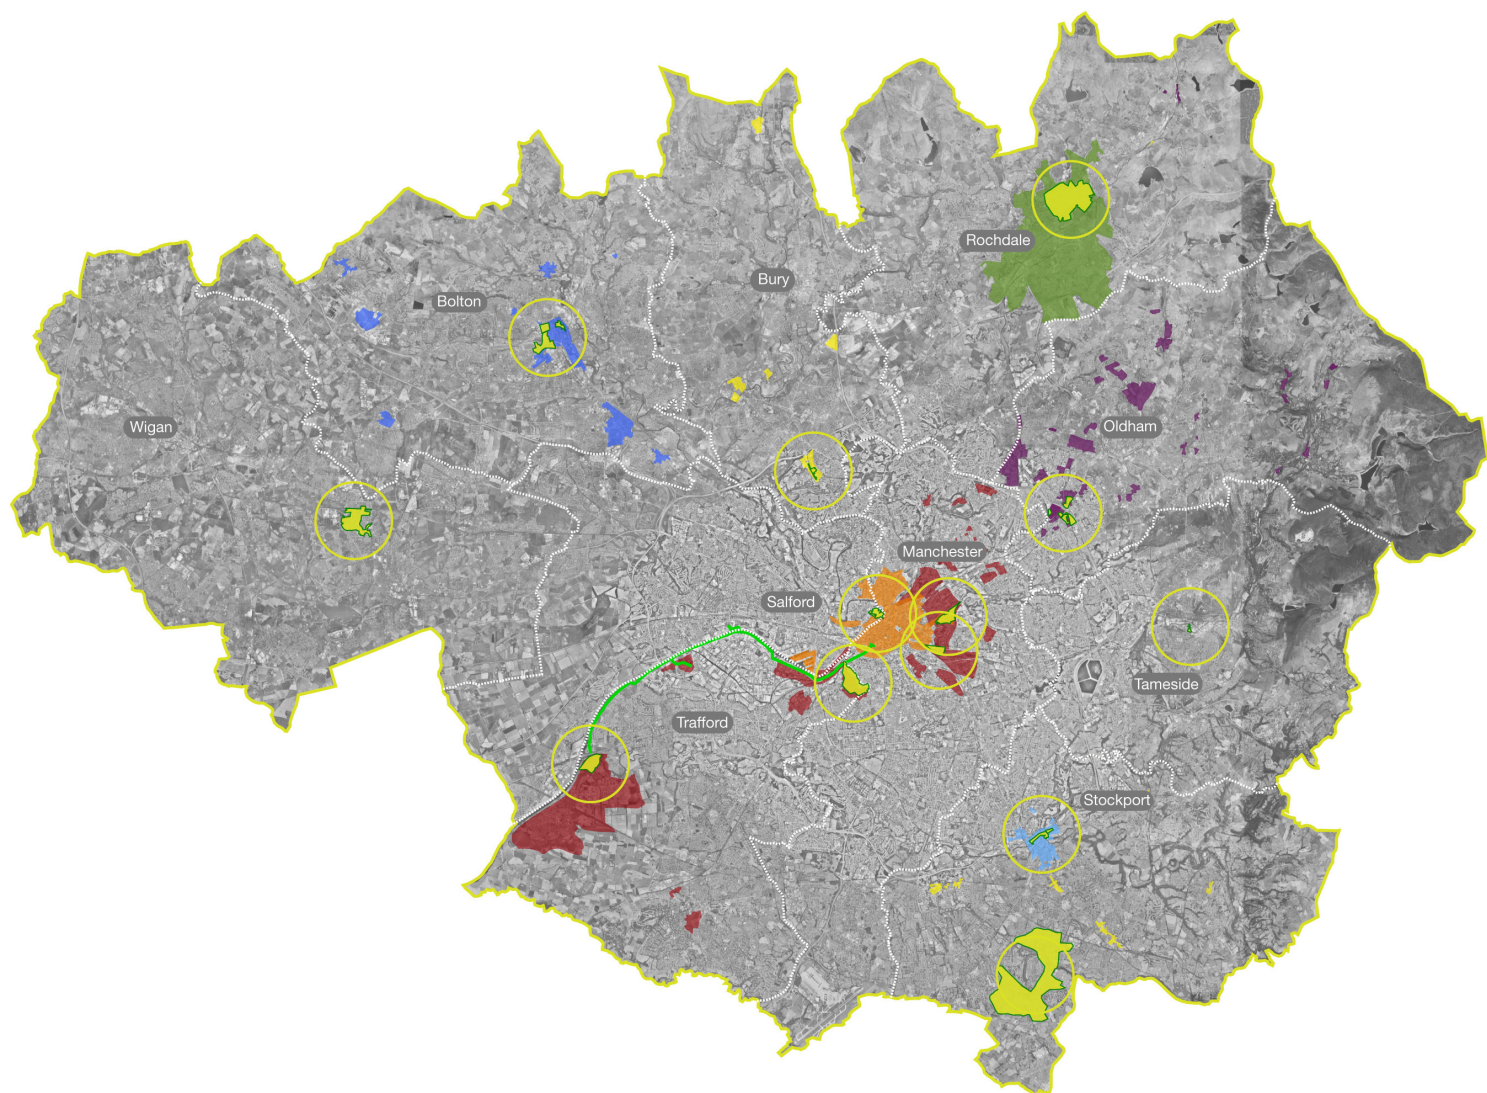 Rochdale
Bury
Bolton
Wigan
Oldham
Manchester
Salford
Tameside
Trafford
Stockport